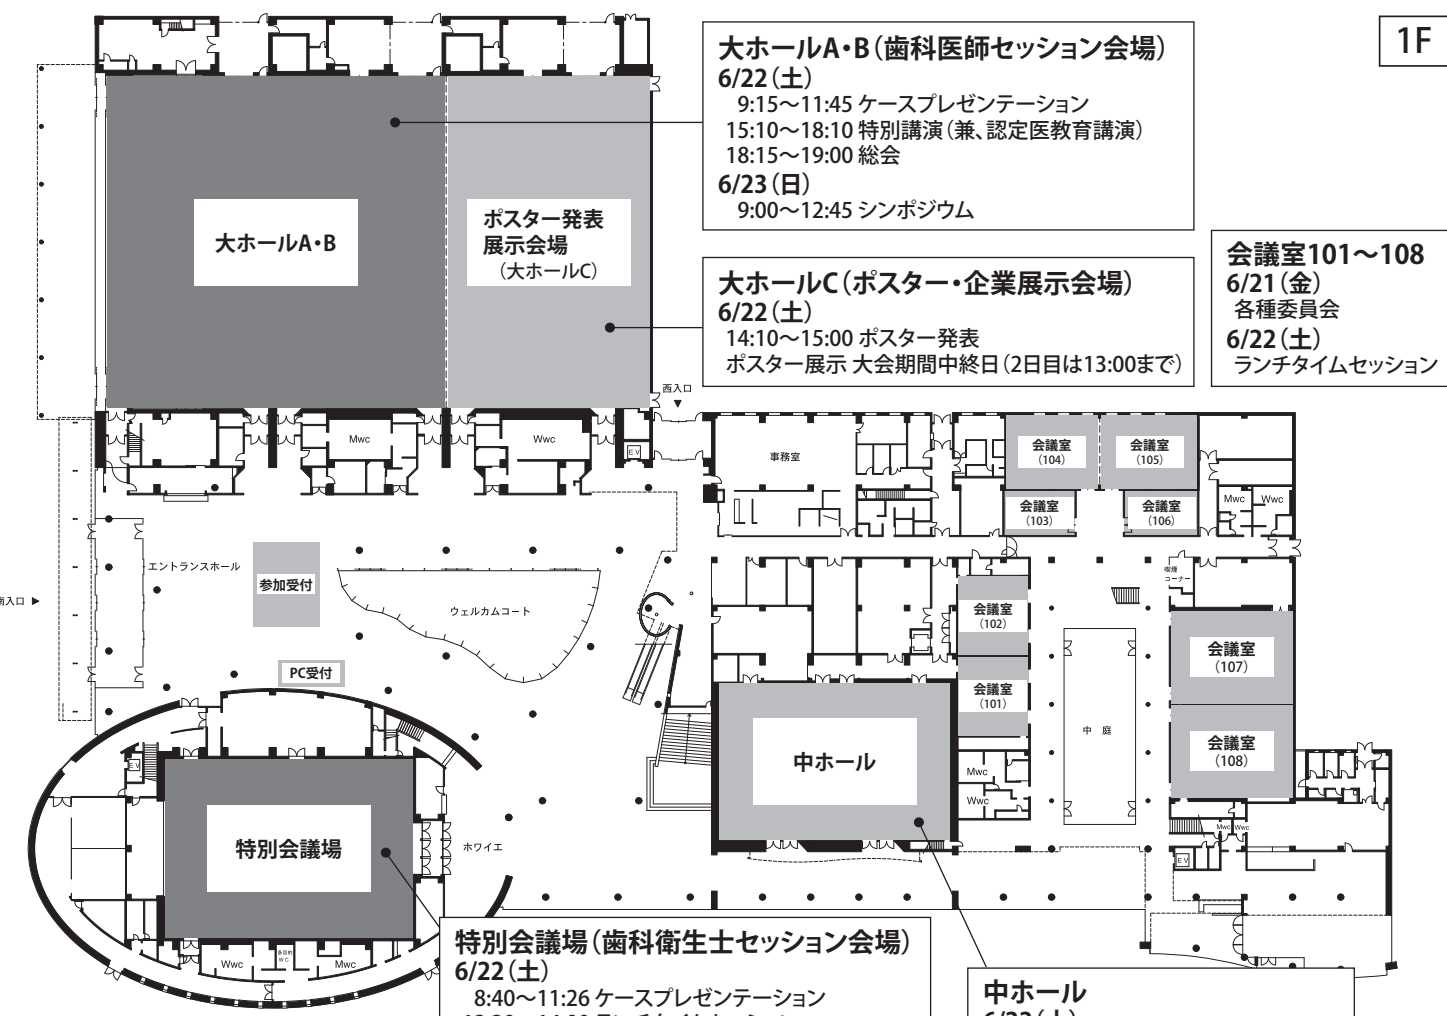 1F
大ホールA・B（歯科医師セッション会場）
6/22（土）
9:15～11:45 ケースプレゼンテーション
15:10～18:10 特別講演（兼、認定医教育講演）
18:15～19:00 総会
6/23（日）
9:00～12:45 シンポジウム
大ホールA・B
ポスター発表
展示会場
（大ホールC）
大ホールC（ポスター・企業展示会場）
6/22（土）
14:10～15:00 ポスター発表
ポスター展示 大会期間中終日（2日目は13:00まで）
会議室101～108
6/21（金）
各種委員会
6/22（土）
ランチタイムセッション
西入口
Mwc
Wwc
EV
事務室
会議室
（104）
会議室
（105）
会議室
（103）
会議室
（106）
Mwc
Wwc
エントランスホール
参加受付
ウェルカムコート
南入口
PC受付
喫煙
コーナー
会議室
（102）
会議室
（101）
会議室
（107）
会議室
（108）
中庭
中ホール
Mwc
Wwc
EV
特別会議場
ホワイエ
Mwc
Wwc
EV
Wwc
多目的
WC
Mwc
特別会議場（歯科衛生士セッション会場）
6/22（土）
8:40～11:26 ケースプレゼンテーション
中ホール